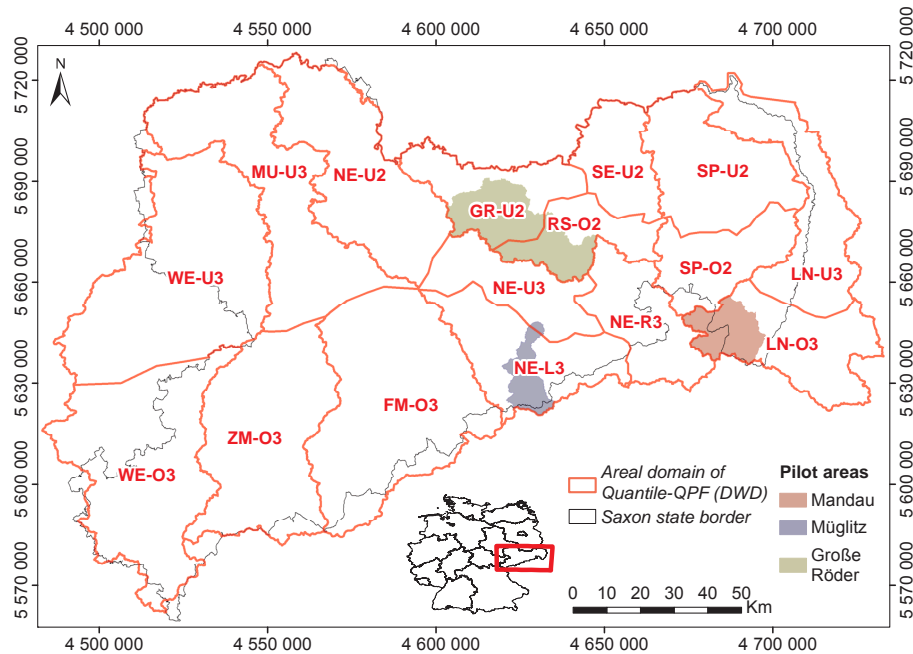 4 500 000 4 550 000 4 600 000 4 650 000 4 700 000
5 720 000
5 690 000
5 660 000
5 630 000
5 600 000
5 570 000
N
MU-U3
NE-U2
SE-U2
SP-U2
GR-U2
RS-O2
WE-U3
SP-O2
LN-U3
NE-U3
NE-R3
LN-O3
NE-L3
FM-O3
ZM-O3
WE-O3
Areal domain of
Quantile-QPF (DWD)
Saxon state border
Pilot areas
Mandau
Müglitz
Große
Röder
0 10 20 30 40 50
Km
5 720 000
5 690 000
5 660 000
5 630 000
5 600 000
5 570 000
4 500 000 4 550 000 4 600 000 4 650 000 4 700 000